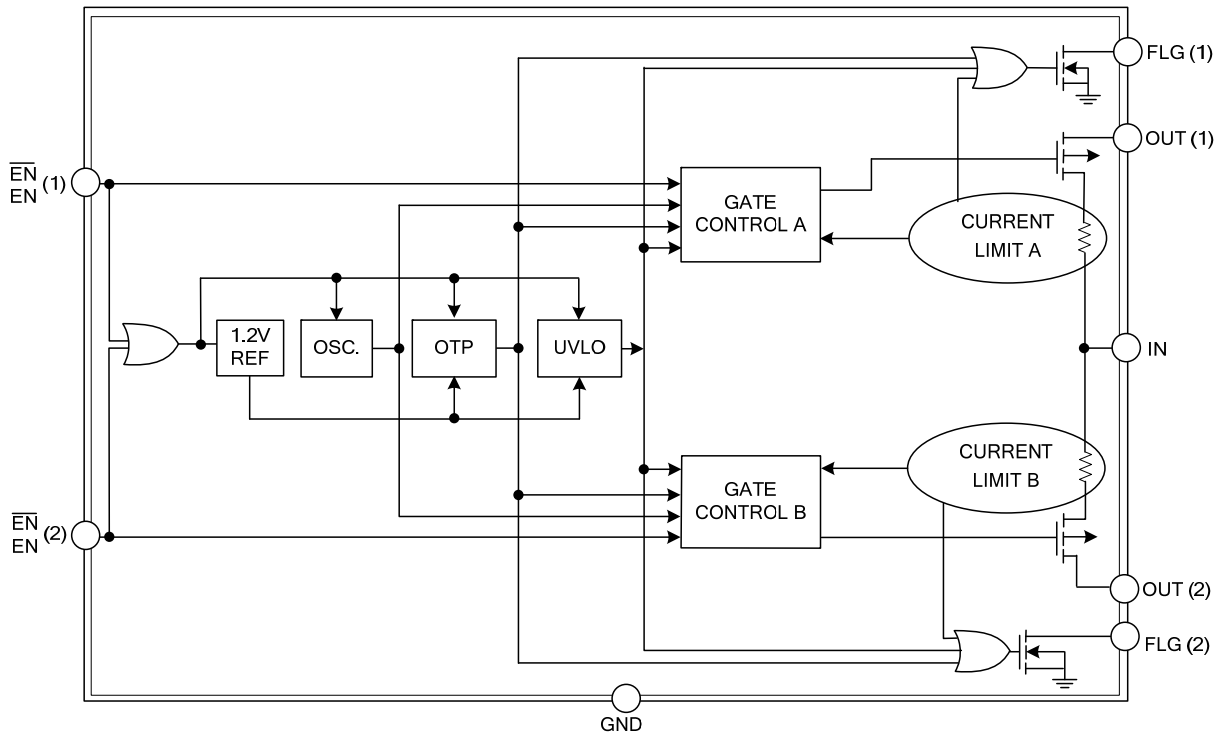 FLG (1)
OUT (1)
EN
EN (1)
GATE
CONTROL A
CURRENT
LIMIT A
1.2V
REF
OSC.
OTP
UVLO
IN
CURRENT
LIMIT B
GATE
CONTROL B
EN
EN (2)
OUT (2)
FLG (2)
GND